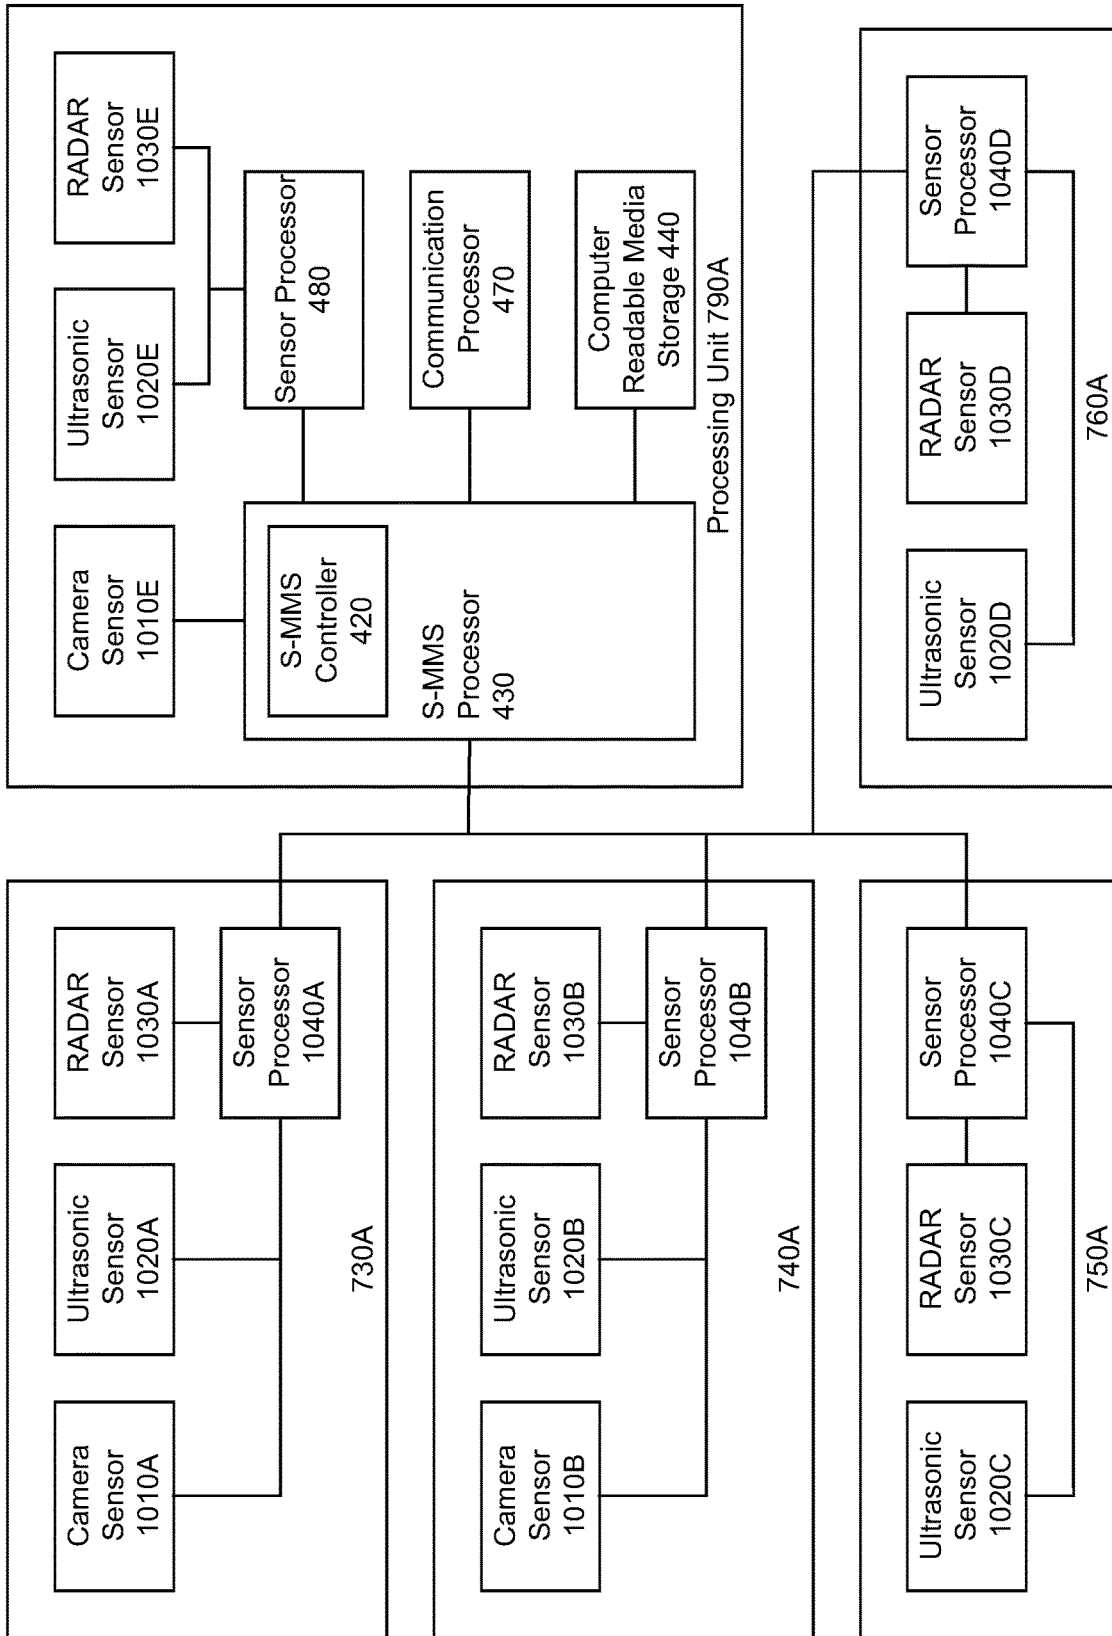 Camera
Sensor
1010A
Ultrasonic
Sensor
1020A
RADAR
Sensor
1030A
Sensor
Processor
1040A
730A
Camera
Sensor
1010B
Ultrasonic
Sensor
1020B
RADAR
Sensor
1030B
Sensor
Processor
1040B
740A
Ultrasonic
Sensor
1020C
RADAR
Sensor
1030C
Sensor
Processor
1040C
750A
Camera
Sensor
1010E
Ultrasonic
Sensor
1020E
RADAR
Sensor
1030E
S-MMS
Controller
420
S-MMS
Processor
430
Sensor Processor
480
Communication
Processor
470
Computer
Readable Media
Storage 440
Processing Unit 790A
Ultrasonic
Sensor
1020D
RADAR
Sensor
1030D
Sensor
Processor
1040D
760A